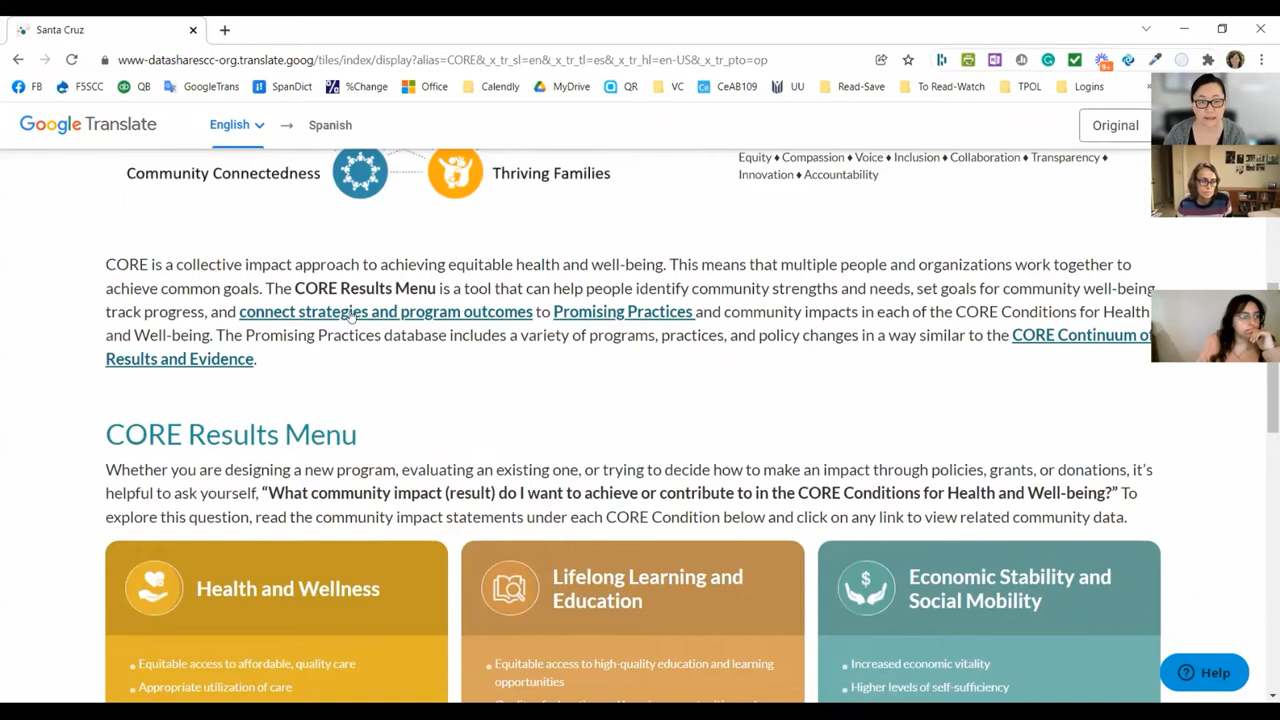 Santa Cruz
www-datasharescc-org.translate.goog/tiles/index/display?alias=CORE&_x_tr_sl=en&_x_tr_tl=es&_x_tr_hl=en-US&_x_tr_pto=op
FB F5SCC QB GoogleTrans SpanDict %Change Office Calendly MyDrive QR VC CeAB109 UU Read-Save To Read-Watch TPOL Logins
Google Translate English → Spanish Original
Equity ♦ Compassion ♦ Voice ♦ Inclusion ♦ Collaboration ♦ Transparency ♦
Innovation ♦ Accountability
Community Connectedness Thriving Families
CORE is a collective impact approach to achieving equitable health and well-being. This means that multiple people and organizations work together to
achieve common goals. The CORE Results Menu is a tool that can help people identify community strengths and needs, set goals for community well-being,
track progress, and connect strategies and program outcomes to Promising Practices and community impacts in each of the CORE Conditions for Health
and Well-being. The Promising Practices database includes a variety of programs, practices, and policy changes in a way similar to the CORE Continuum of
Results and Evidence.
CORE Results Menu
Whether you are designing a new program, evaluating an existing one, or trying to decide how to make an impact through policies, grants, or donations, it's
helpful to ask yourself, "What community impact (result) do I want to achieve or contribute to in the CORE Conditions for Health and Well-being?" To
explore this question, read the community impact statements under each CORE Condition below and click on any link to view related community data.
Health and Wellness
Equitable access to affordable, quality care
Appropriate utilization of care
Lifelong Learning and
Education
Equitable access to high-quality education and learning
opportunities
Economic Stability and
Social Mobility
Increased economic vitality
Higher levels of self-sufficiency
Help